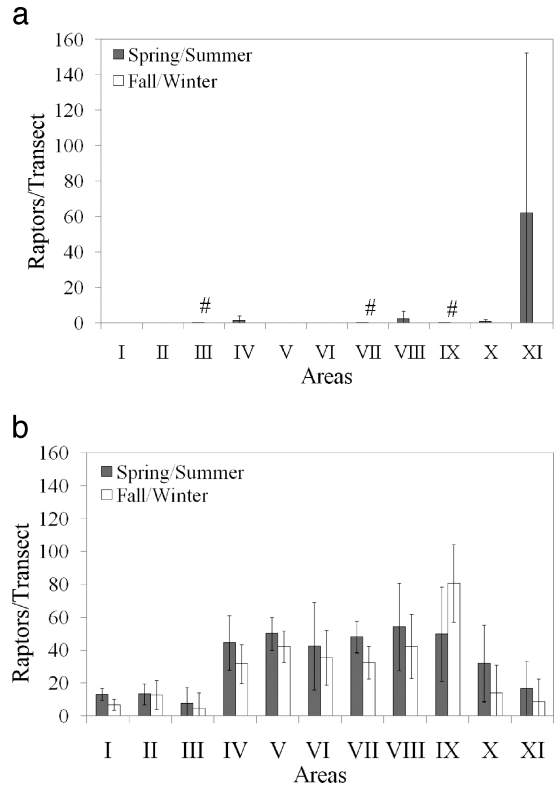 a
160
140
120
100
80
60
40
20
0
Raptors/Transect
Spring/Summer
Fall/Winter
# # #
I II III IV V VI VII VIII IX X XI
Areas
b
160
140
120
100
80
60
40
20
0
Raptors/Transect
Spring/Summer
Fall/Winter
I II III IV V VI VII VIII IX X XI
Areas